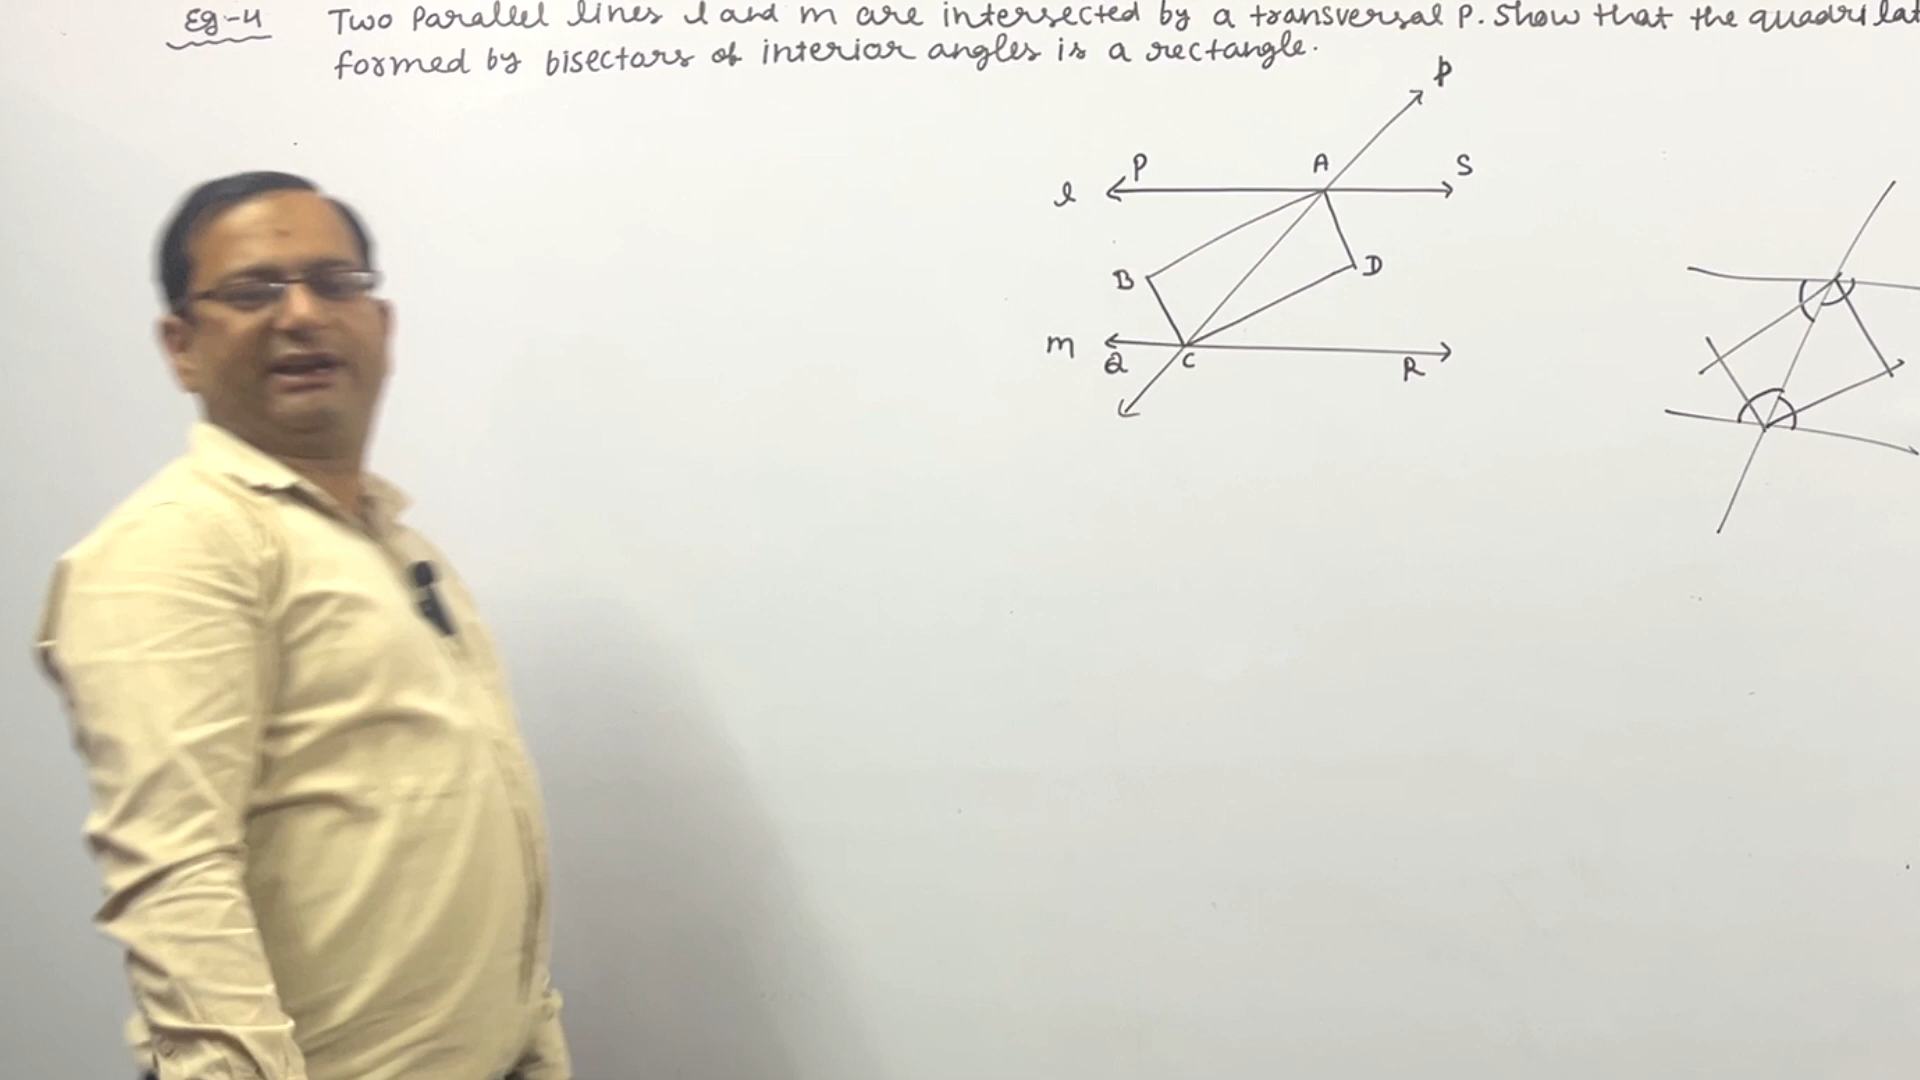 Eg-4 Two Parallel lines l and m are intersected by a transversal P. Show that the quadrilat
formed by bisectors of interior angles is a rectangle.
p
P A S
l
B D
m
Q C R